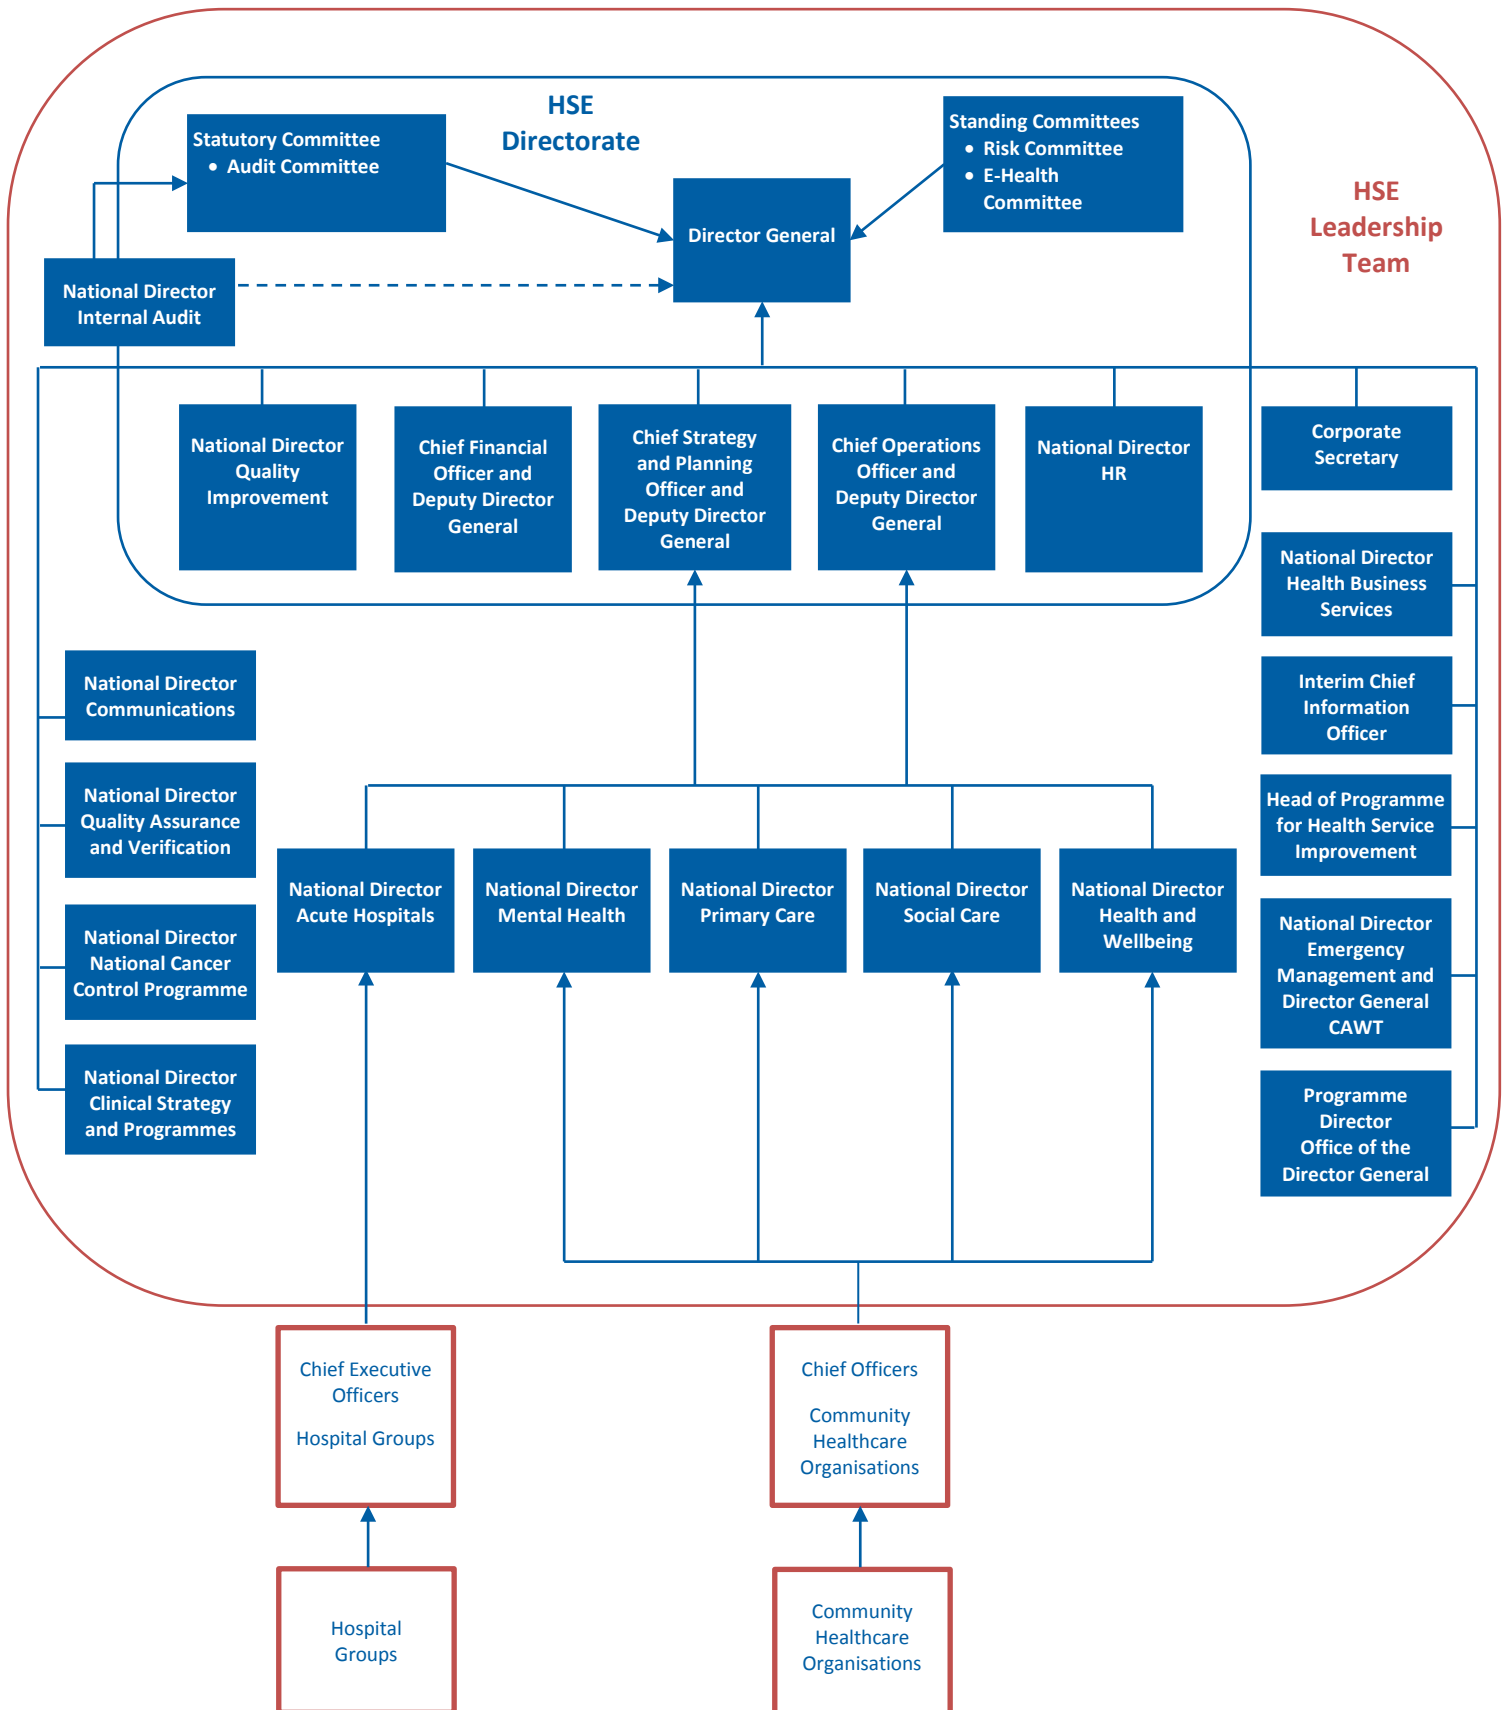 HSE
Directorate
Statutory Committee
• Audit Committee
Standing Committees
• Risk Committee
• E-Health
Committee
HSE
Leadership
Team
Director General
National Director
Internal Audit
National Director
Quality
Improvement
Chief Financial
Officer and
Deputy Director
General
Chief Strategy
and Planning
Officer and
Deputy Director
General
Chief Operations
Officer and
Deputy Director
General
National Director
HR
Corporate
Secretary
National Director
Health Business
Services
Interim Chief
Information
Officer
Head of Programme
for Health Service
Improvement
National Director
Emergency
Management and
Director General
CAWT
Programme
Director
Office of the
Director General
National Director
Communications
National Director
Quality Assurance
and Verification
National Director
National Cancer
Control Programme
National Director
Clinical Strategy
and Programmes
National Director
Acute Hospitals
National Director
Mental Health
National Director
Primary Care
National Director
Social Care
National Director
Health and
Wellbeing
Chief Executive
Officers
Hospital Groups
Chief Officers
Community
Healthcare
Organisations
Hospital
Groups
Community
Healthcare
Organisations